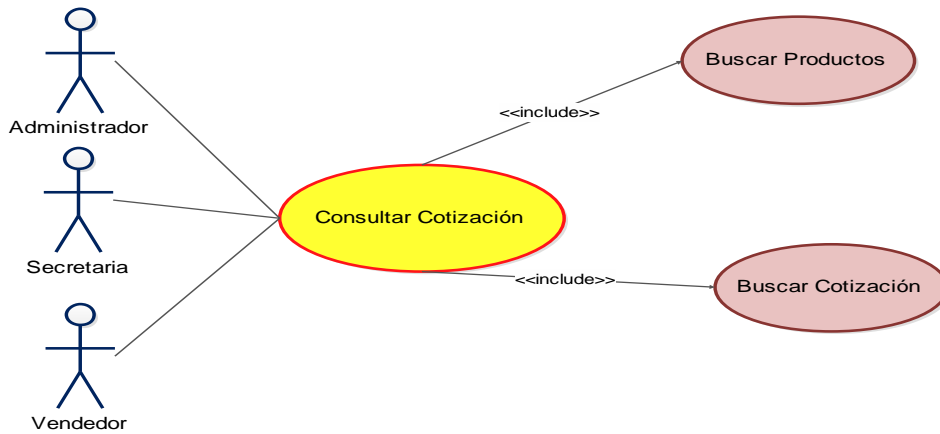 Administrador
Secretaria
Vendedor
Consultar Cotización
<<include>>
<<include>>
Buscar Productos
Buscar Cotización